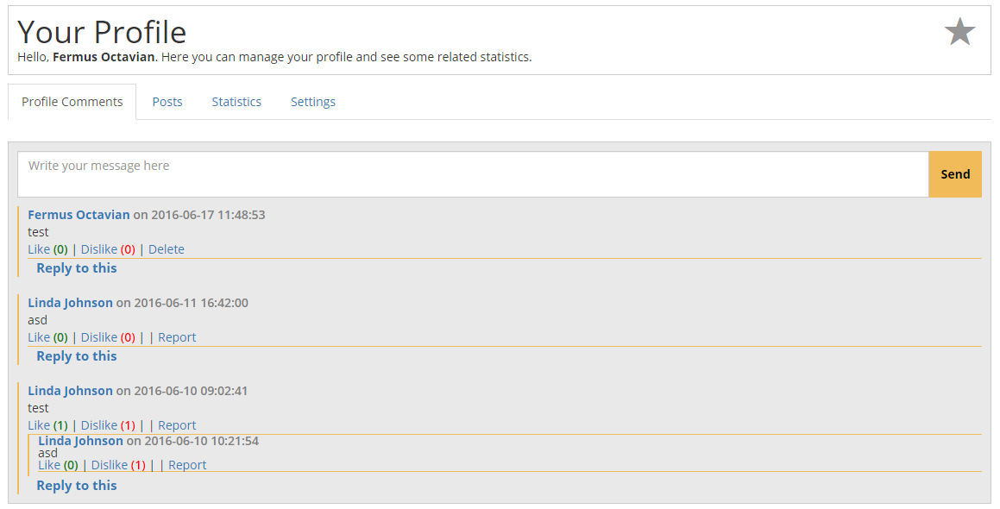 Your Profile
Hello, Fermus Octavian. Here you can manage your profile and see some related statistics.
Profile Comments Posts Statistics Settings
Write your message here
Send
Fermus Octavian on 2016-06-17 11:48:53
test
Like (0) | Dislike (0) | Delete
Reply to this
Linda Johnson on 2016-06-11 16:42:00
asd
Like (0) | Dislike (0) | | Report
Reply to this
Linda Johnson on 2016-06-10 09:02:41
test
Like (1) | Dislike (1) | | Report
Linda Johnson on 2016-06-10 10:21:54
asd
Like (0) | Dislike (1) | | Report
Reply to this